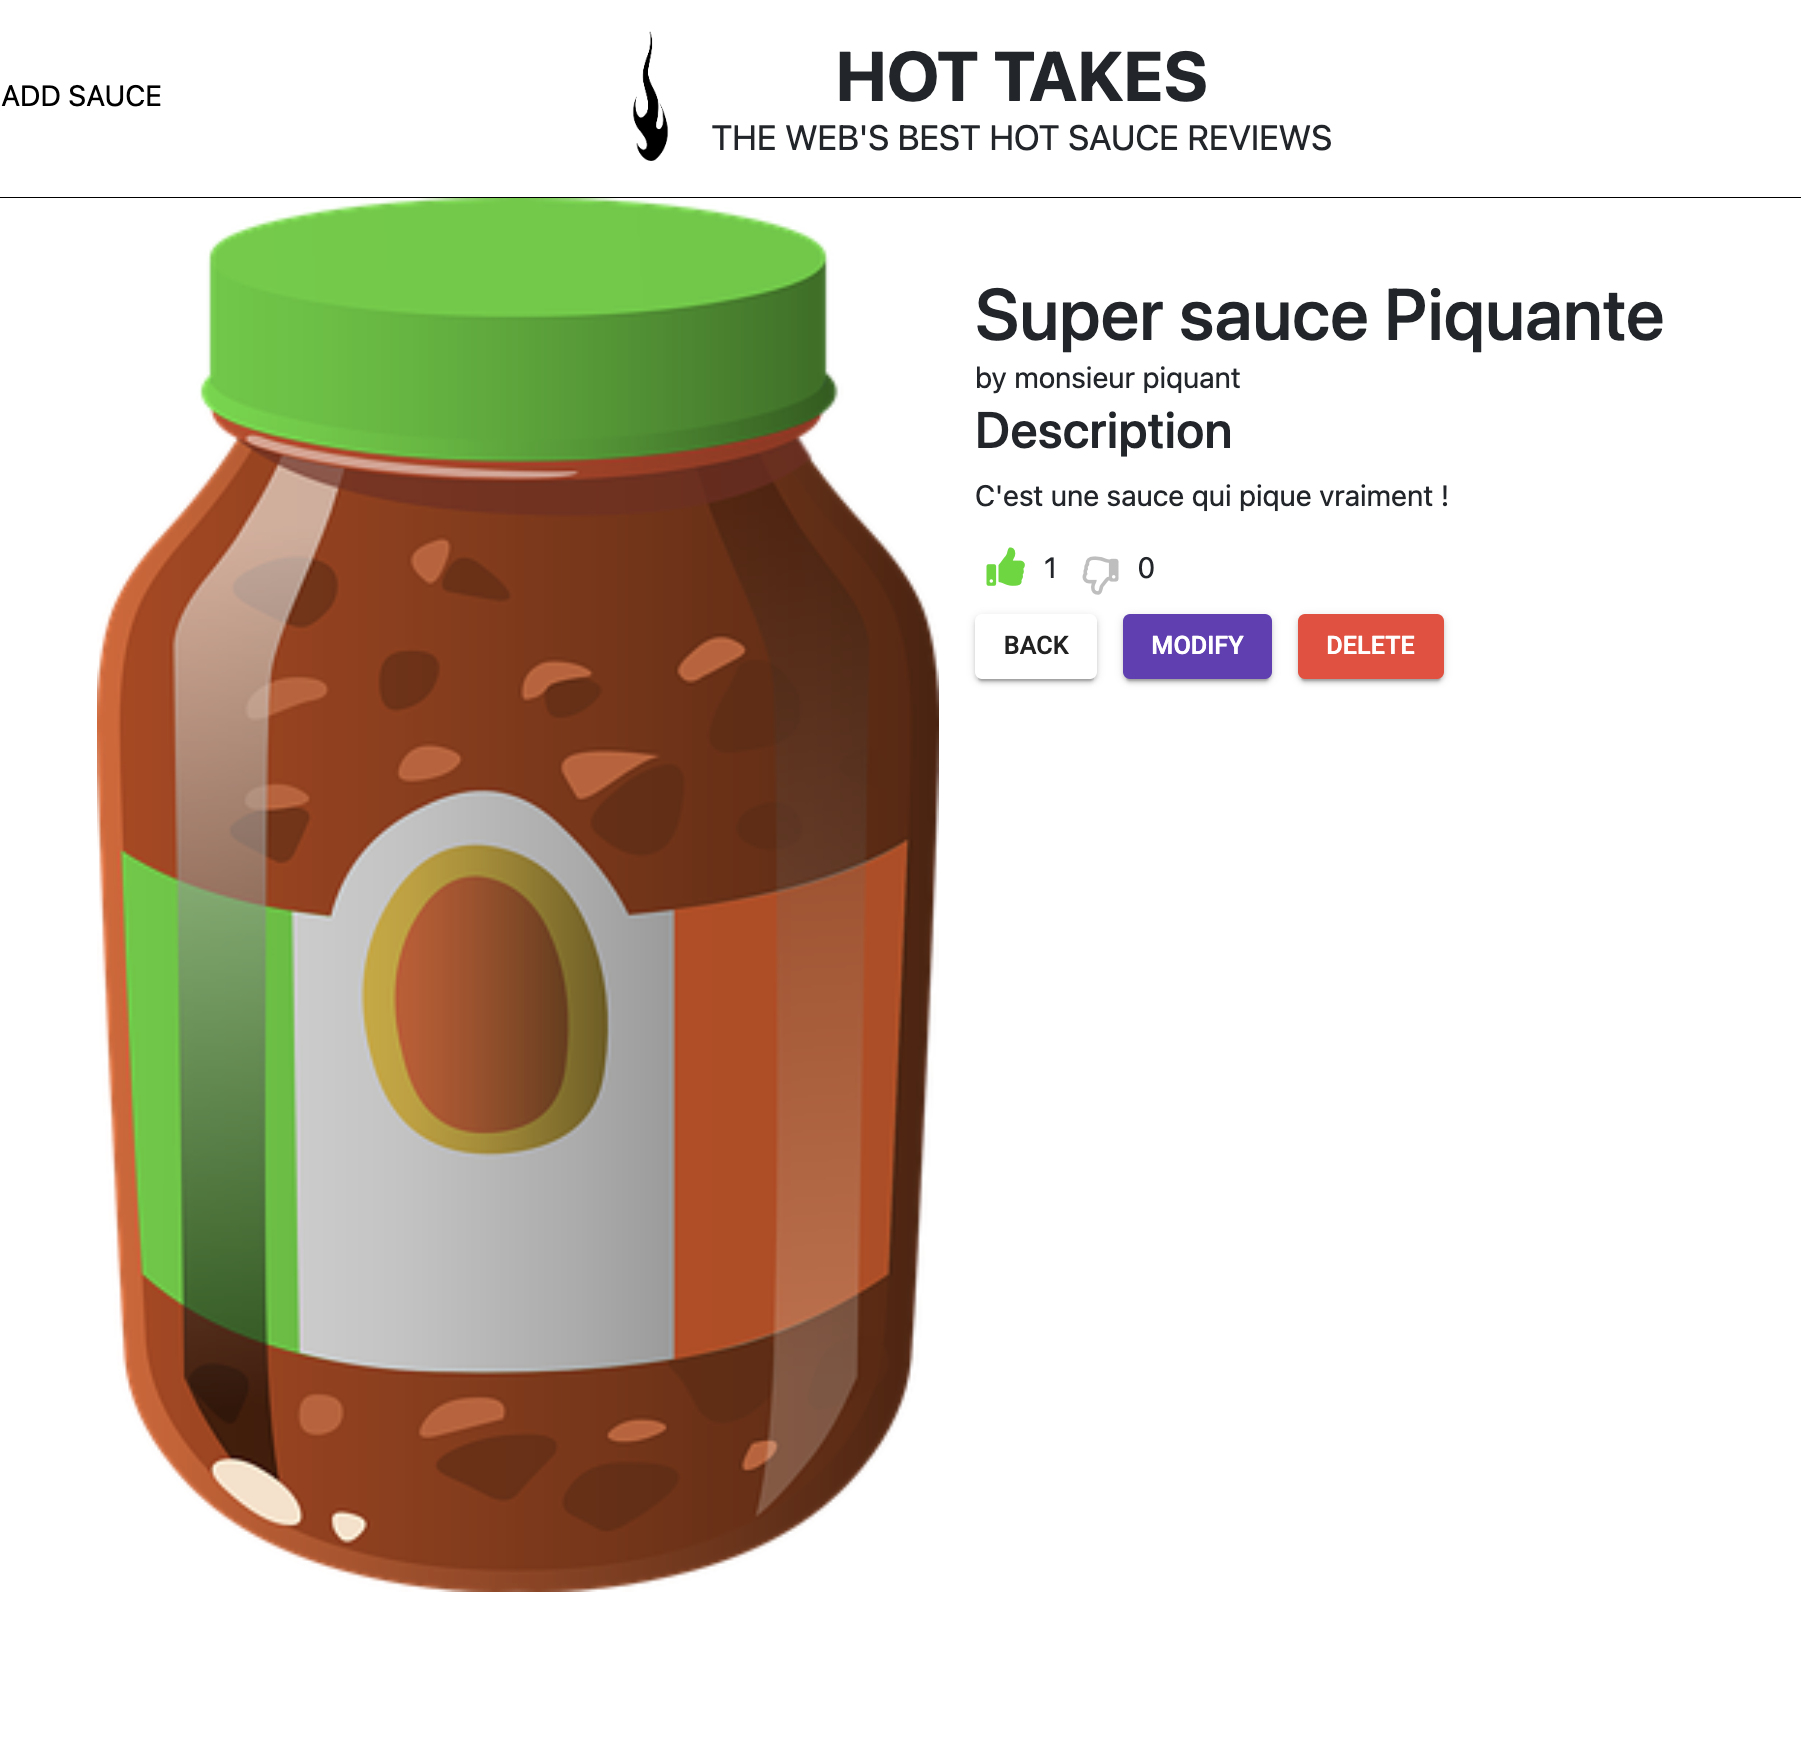 ADD SAUCE
HOT TAKES
THE WEB'S BEST HOT SAUCE REVIEWS
Super sauce Piquante
by monsieur piquant
Description
C'est une sauce qui pique vraiment !
1 0
BACK MODIFY DELETE